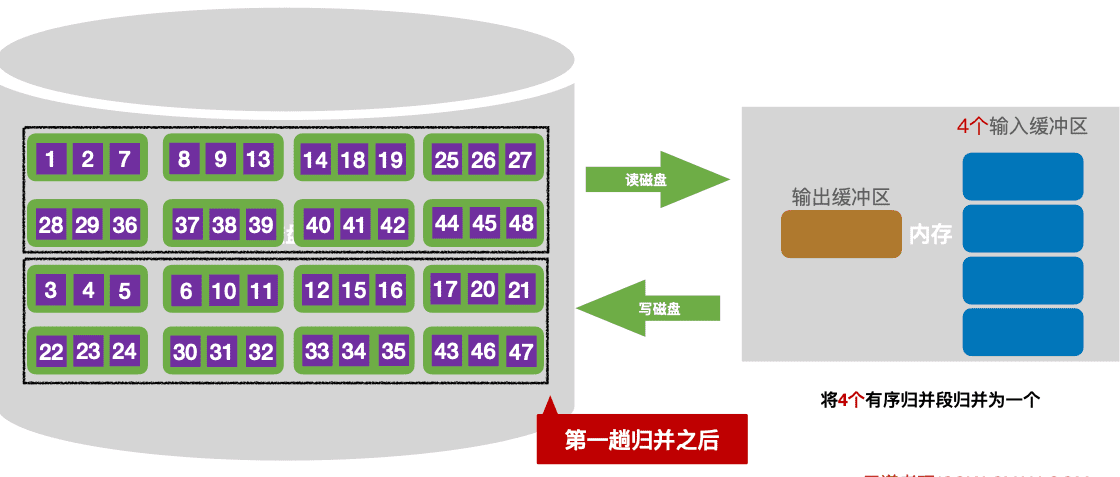 1 2 7 8 9 13 14 18 19 25 26 27
28 29 36 37 38 39 40 41 42 44 45 48
3 4 5 6 10 11 12 15 16 17 20 21
22 23 24 30 31 32 33 34 35 43 46 47
第一趟归并之后
读磁盘
写磁盘
4个输入缓冲区
输出缓冲区
内存
将4个有序归并段归并为一个